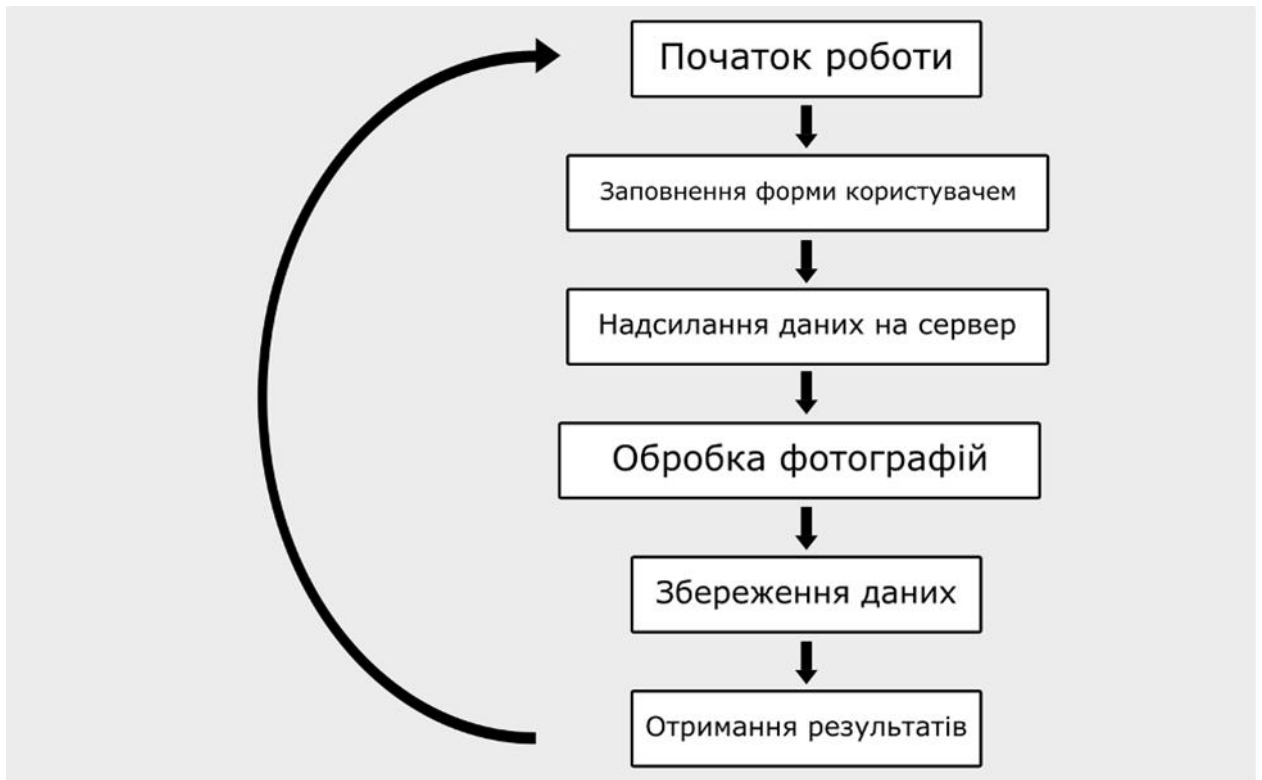 Початок роботи
Заповнення форми користувачем
Надсилання даних на сервер
Обробка фотографій
Збереження даних
Отримання результатів